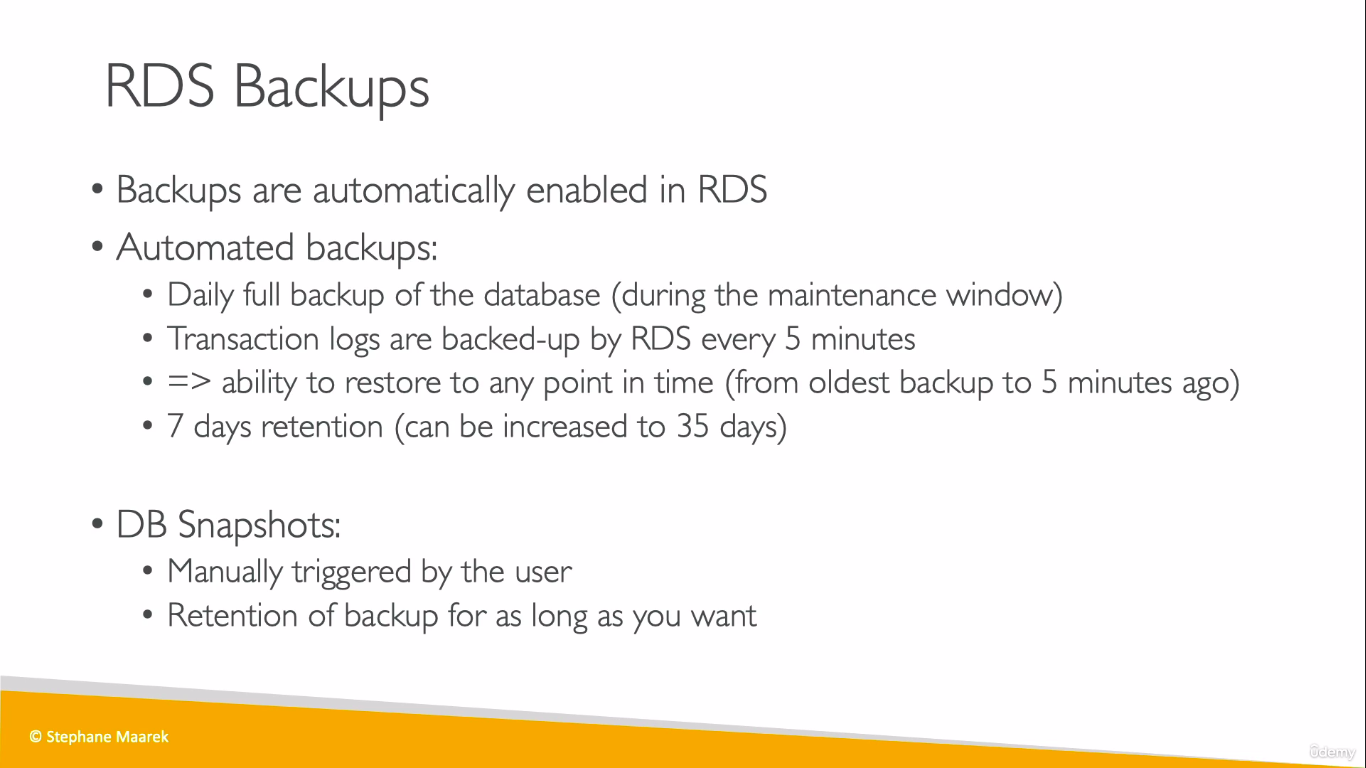 RDS Backups
• Backups are automatically enabled in RDS
• Automated backups:
• Daily full backup of the database (during the maintenance window)
• Transaction logs are backed-up by RDS every 5 minutes
• => ability to restore to any point in time (from oldest backup to 5 minutes ago)
• 7 days retention (can be increased to 35 days)
• DB Snapshots:
• Manually triggered by the user
• Retention of backup for as long as you want
© Stephane Maarek
ûdemy